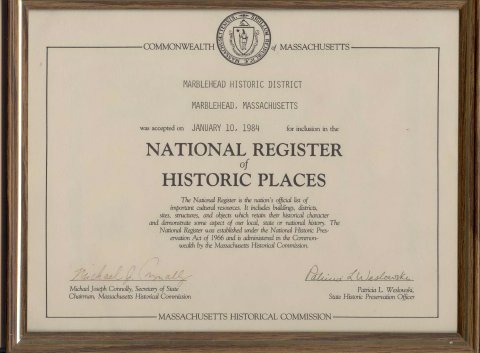 COMMONWEALTH of MASSACHUSETTS
MARBLEHEAD HISTORIC DISTRICT
MARBLEHEAD, MASSACHUSETTS
was accepted on JANUARY 10, 1984 for inclusion in the
NATIONAL REGISTER
of
HISTORIC PLACES
The National Register is the nation's official list of
important cultural resources. It includes buildings, districts,
sites, structures, and objects which retain their historical character
and demonstrate some aspect of our local, state or national history. The
National Register was established under the National Historic Pres-
ervation Act of 1966 and is administered in the Common-
wealth by the Massachusetts Historical Commission.
Michael J. Connolly Patricia L. Weslowski
Michael Joseph Connolly, Secretary of State Patricia L. Weslowski,
Chairman, Massachusetts Historical Commission State Historic Preservation Officer
MASSACHUSETTS HISTORICAL COMMISSION